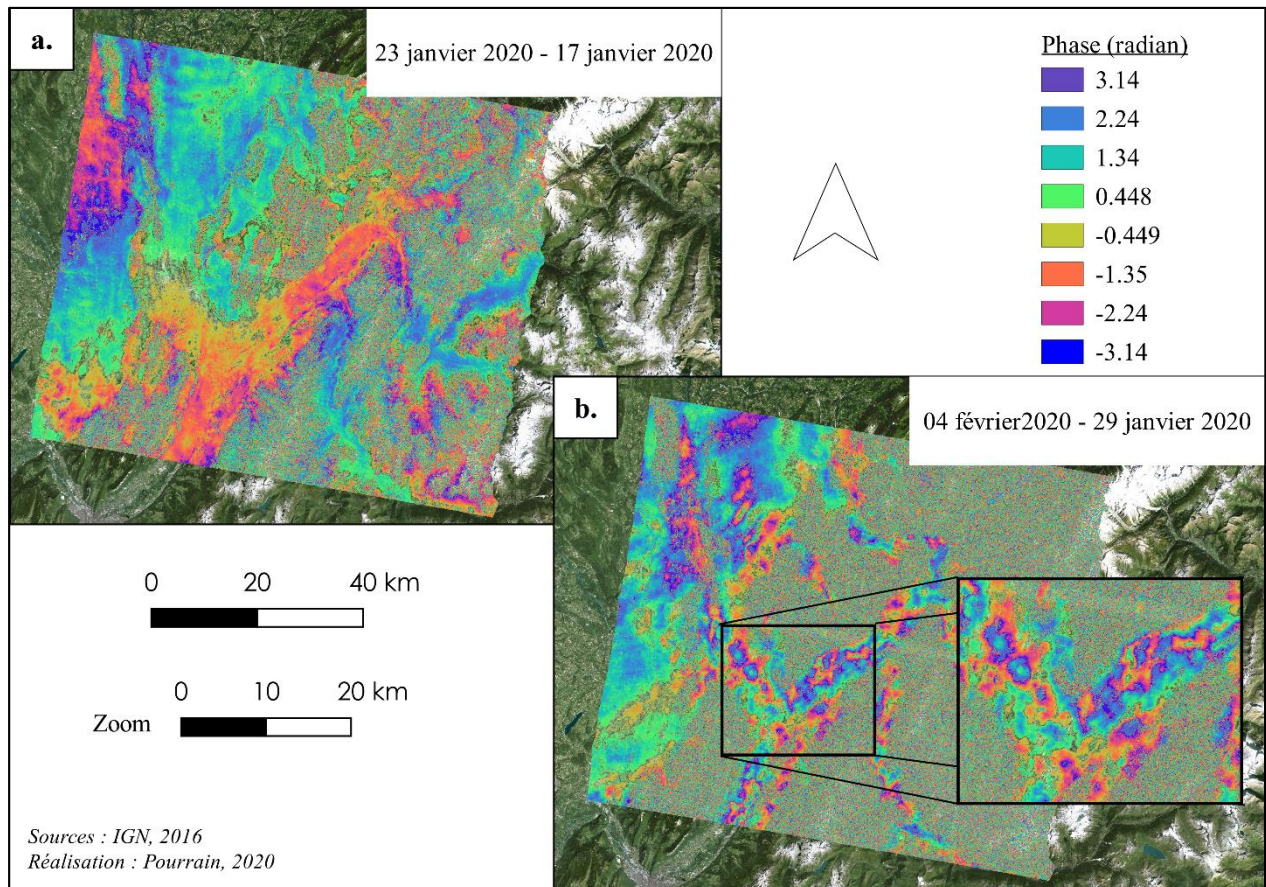 a.
23 janvier 2020 - 17 janvier 2020
Phase (radian)
3.14
2.24
1.34
0.448
-0.449
-1.35
-2.24
-3.14
b.
04 février2020 - 29 janvier 2020
0 20 40 km
0 10 20 km
Zoom
Sources : IGN, 2016
Réalisation : Pourrain, 2020